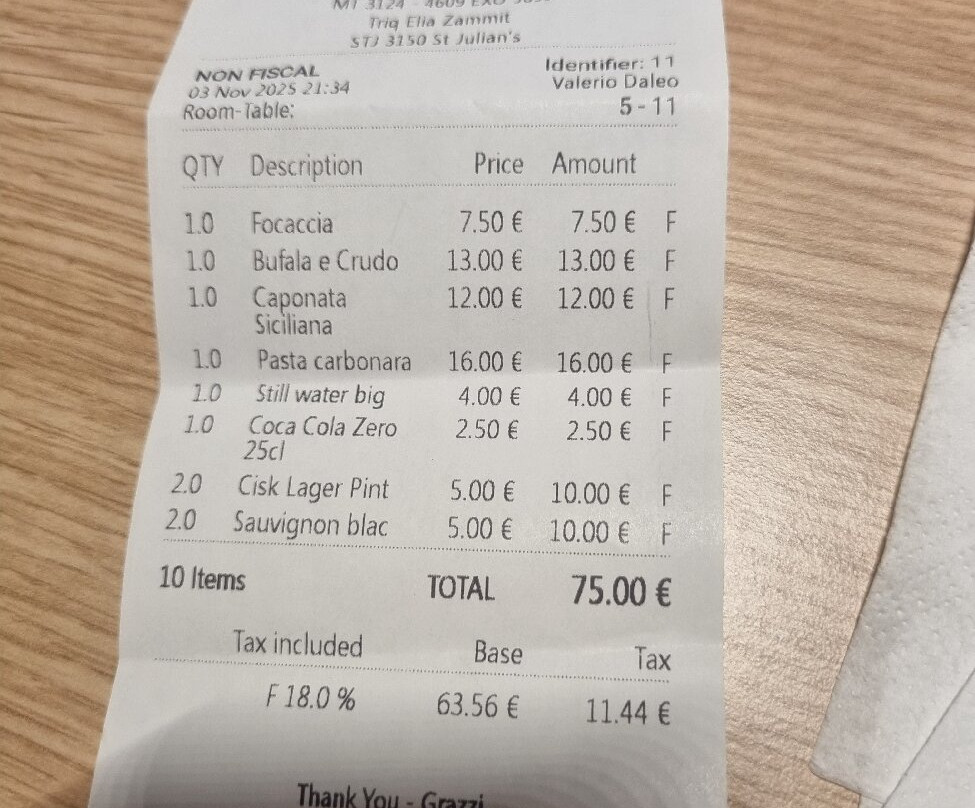 MT 3124 - 4609
Triq Elia Zammit
STJ 3150 St Julian's
NON FISCAL Identifier: 11
03 Nov 2025 21:34 Valerio Daleo
Room-Table: 5 - 11
QTY Description Price Amount
1.0 Focaccia 7.50 € 7.50 € F
1.0 Bufala e Crudo 13.00 € 13.00 € F
1.0 Caponata 12.00 € 12.00 € F
Siciliana
1.0 Pasta carbonara 16.00 € 16.00 € F
1.0 Still water big 4.00 € 4.00 € F
1.0 Coca Cola Zero 2.50 € 2.50 € F
25cl
2.0 Cisk Lager Pint 5.00 € 10.00 € F
2.0 Sauvignon blac 5.00 € 10.00 € F
10 Items TOTAL 75.00 €
Tax included Base Tax
F 18.0 % 63.56 € 11.44 €
Thank You - Grazzi